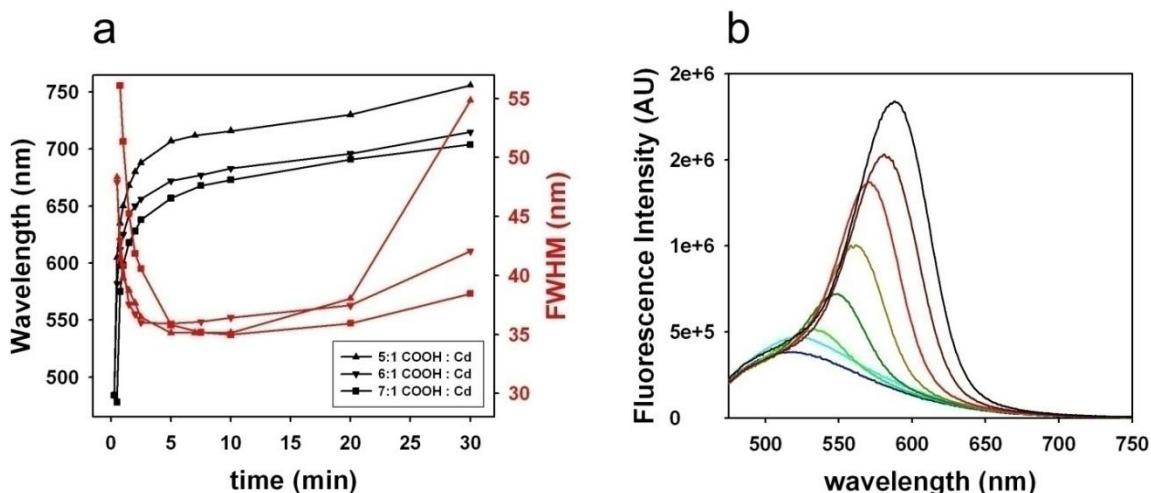 a
Wavelength (nm)
750
700
650
600
550
500
0
5
10
15
20
25
30
time (min)
55
50
45
40
35
30
FWHM (nm)
5:1 COOH : Cd
6:1 COOH : Cd
7:1 COOH : Cd
b
Fluorescence Intensity (AU)
2e+6
2e+6
1e+6
5e+5
0
500
550
600
650
700
750
wavelength (nm)